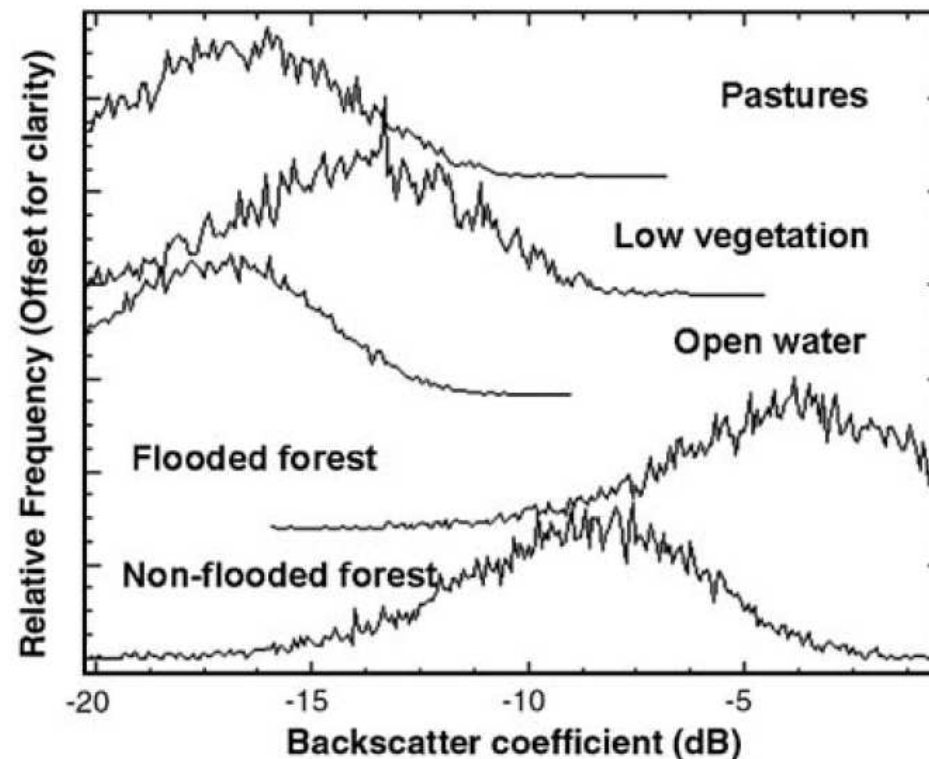 Relative Frequency (Offset for clarity)
Pastures
Low vegetation
Open water
Flooded forest
Non-flooded forest
-20
-15
-10
-5
Backscatter coefficient (dB)